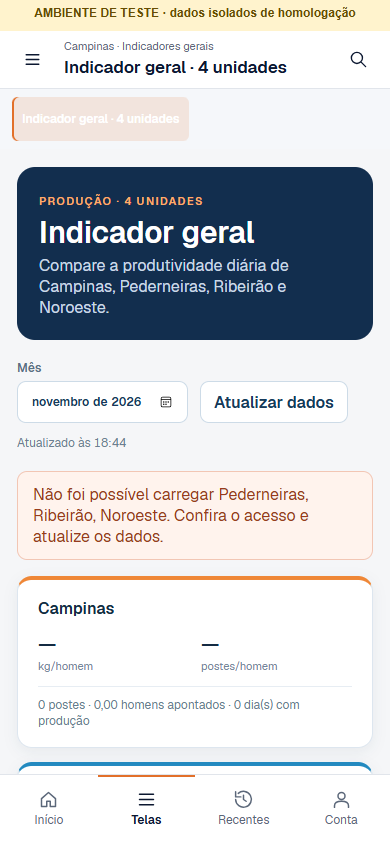 AMBIENTE DE TESTE · dados isolados de homologação
Campinas · Indicadores gerais
Indicador geral · 4 unidades
Indicador geral · 4 unidades
PRODUÇÃO · 4 UNIDADES
Indicador geral
Compare a produtividade diária de
Campinas, Pederneiras, Ribeirão e
Noroeste.
Mês
novembro de 2026
Atualizar dados
Atualizado às 18:44
Não foi possível carregar Pederneiras,
Ribeirão, Noroeste. Confira o acesso e
atualize os dados.
Campinas
— —
kg/homem postes/homem
0 postes · 0,00 homens apontados · 0 dia(s) com
produção
Início Telas Recentes Conta